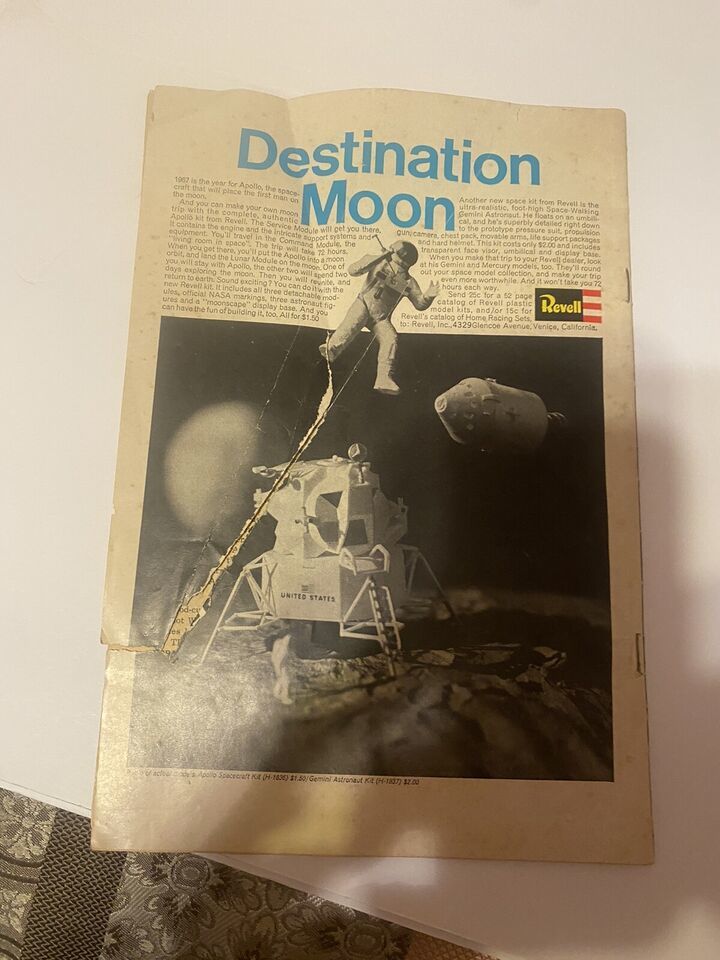 Destination
Moon
1967 is the year for Apollo, the space-
craft that will place the first man on
the moon.
And you can make your own moon
trip with the complete, authentic
Apollo kit from Revell. The Service Module will get you there.
It contains the engine and the intricate support systems and
equipment. You'll travel in the Command Module, the
"living room in space". The trip will take 72 hours.
When you get there, you'll put the Apollo into a moon
orbit, and land the Lunar Module on the moon. One of
you will stay with Apollo, the other two will spend two
days exploring the moon. Then you will reunite, and
return to earth. Sound exciting? You can do it with the
new Revell kit. It includes all three detachable mod-
ules, official NASA markings, three astronaut fig-
ures and a "moonscape" display base. And you
can have the fun of building it, too. All for $1.50
Another new space kit from Revell is the
ultra-realistic, foot-high Space-Walking
Gemini Astronaut. He floats on an umbili-
cal, and he's superbly detailed right down
to the prototype pressure suit, propulsion
gun, camera, chest pack, movable arms, life support packages
and hard helmet. This kit costs only $2.00 and includes
transparent face visor, umbilical and display base.
When you make that trip to your Revell dealer, look
at his Gemini and Mercury models, too. They'll round
out your space model collection, and make your trip
even more worthwhile. And it won't take you 72
hours each way.
Send 25c for a 52 page
catalog of Revell plastic
model kits, and/or 15c for
Revell's catalog of Home Racing Sets,
to: Revell, Inc., 4329 Glencoe Avenue, Venice, California.
Revell
UNITED STATES
od-cu
ot W
es
TI
of actual models Apollo Spacecraft Kit (H-1836) $1.50/Gemini Astronaut Kit (H-1837) $2.00